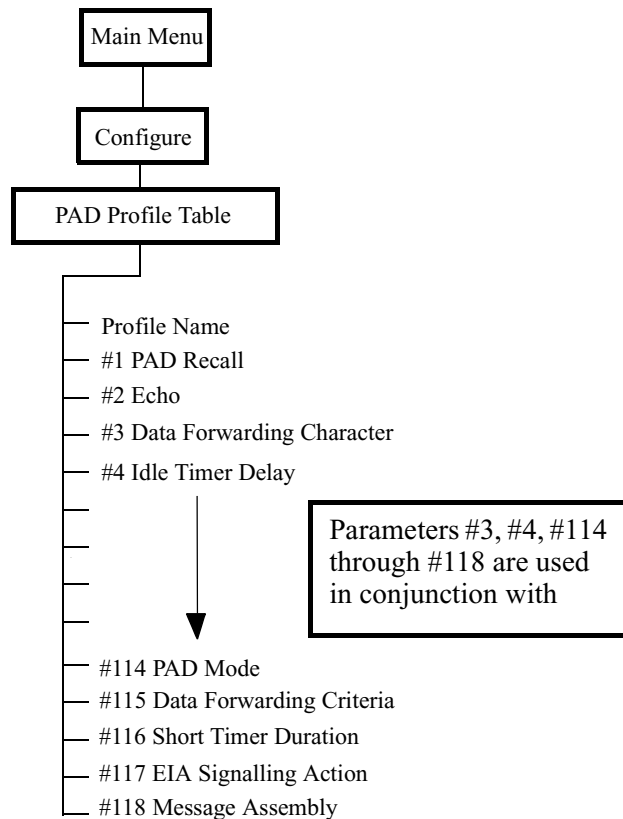 Main Menu
Configure
PAD Profile Table
Profile Name
#1 PAD Recall
#2 Echo
#3 Data Forwarding Character
#4 Idle Timer Delay
Parameters #3, #4, #114
through #118 are used
in conjunction with
#114 PAD Mode
#115 Data Forwarding Criteria
#116 Short Timer Duration
#117 EIA Signalling Action
#118 Message Assembly